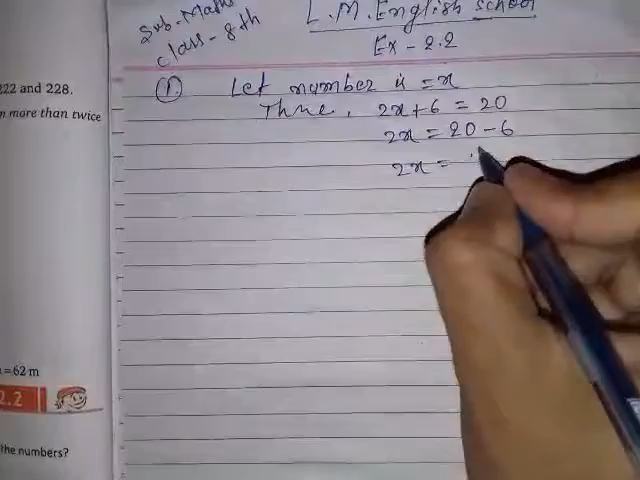 Sub-Maths
Class-8th
L.M.English school
Ex-2.2
222 and 228.
more than twice
① Let number is = x
2x+6 = 20
2x = 20-6
2x =
= 62 m
2.2
the numbers?